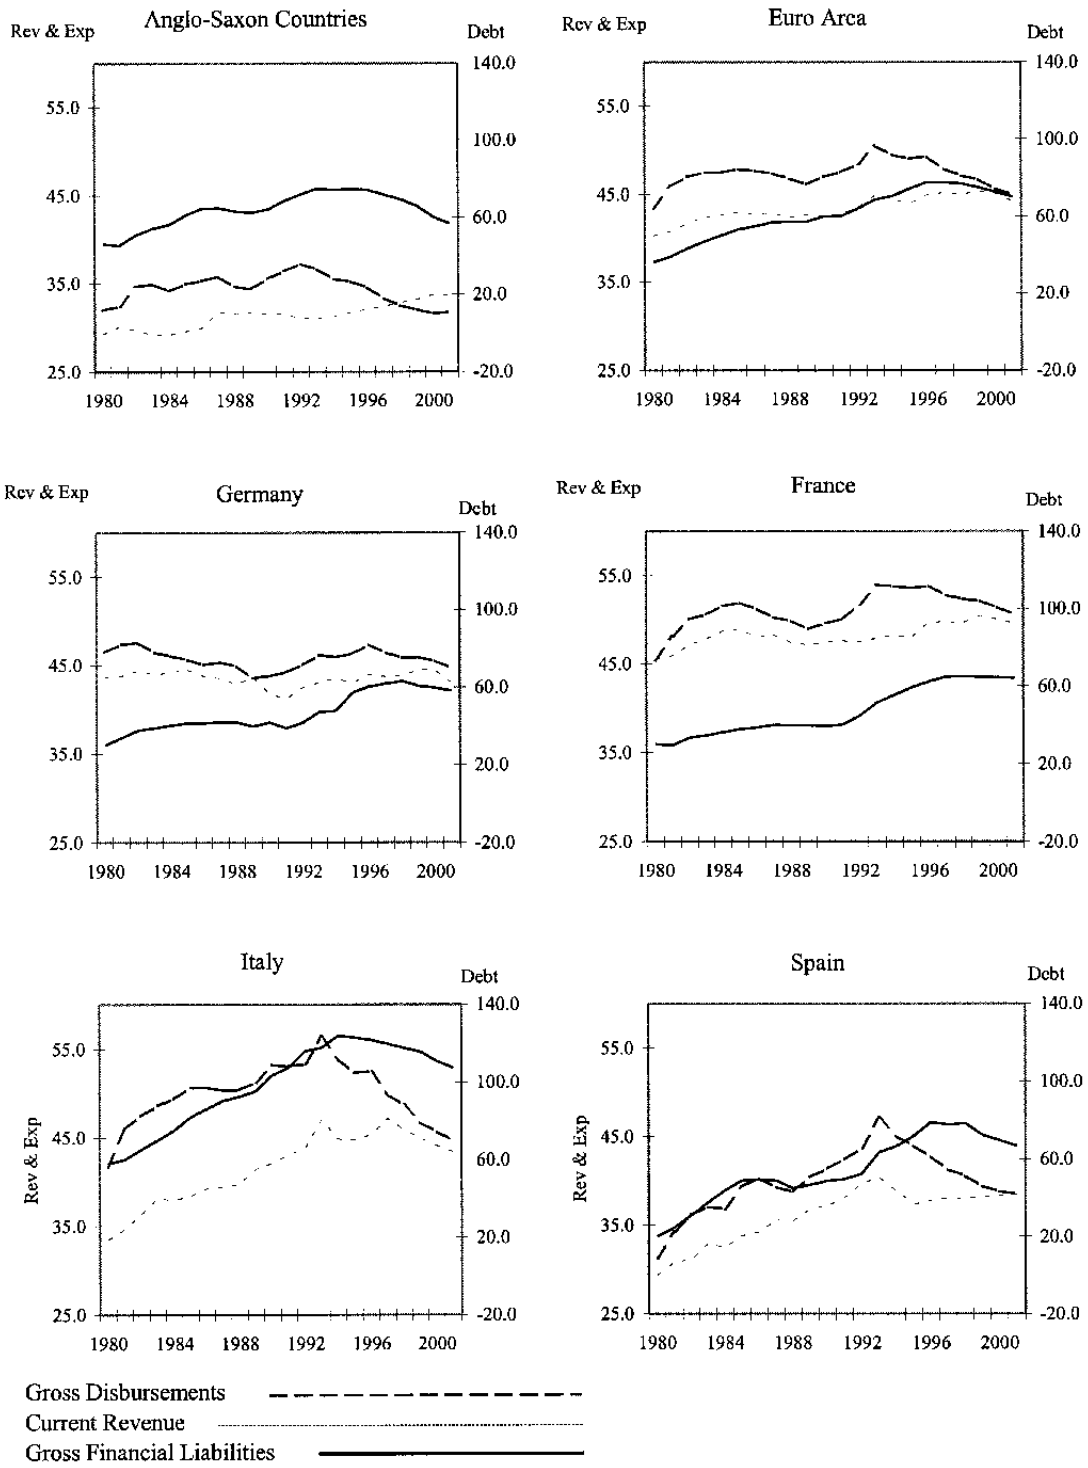 Anglo-Saxon Countries
Rev & Exp
Debt
140.0
55.0
100.0
45.0
60.0
35.0
20.0
25.0
-20.0
1980 1984 1988 1992 1996 2000
Euro Area
Rev & Exp
Debt
140.0
55.0
100.0
45.0
60.0
35.0
20.0
25.0
-20.0
1980 1984 1988 1992 1996 2000
Germany
Rev & Exp
Debt
140.0
55.0
100.0
45.0
60.0
35.0
20.0
25.0
-20.0
1980 1984 1988 1992 1996 2000
France
Rev & Exp
Debt
140.0
55.0
100.0
45.0
60.0
35.0
20.0
25.0
-20.0
1980 1984 1988 1992 1996 2000
Italy
Debt
140.0
55.0
100.0
45.0
60.0
Rev & Exp
35.0
20.0
25.0
-20.0
1980 1984 1988 1992 1996 2000
Spain
Debt
140.0
55.0
100.0
45.0
60.0
Rev & Exp
35.0
20.0
25.0
-20.0
1980 1984 1988 1992 1996 2000
Gross Disbursements
Current Revenue
Gross Financial Liabilities